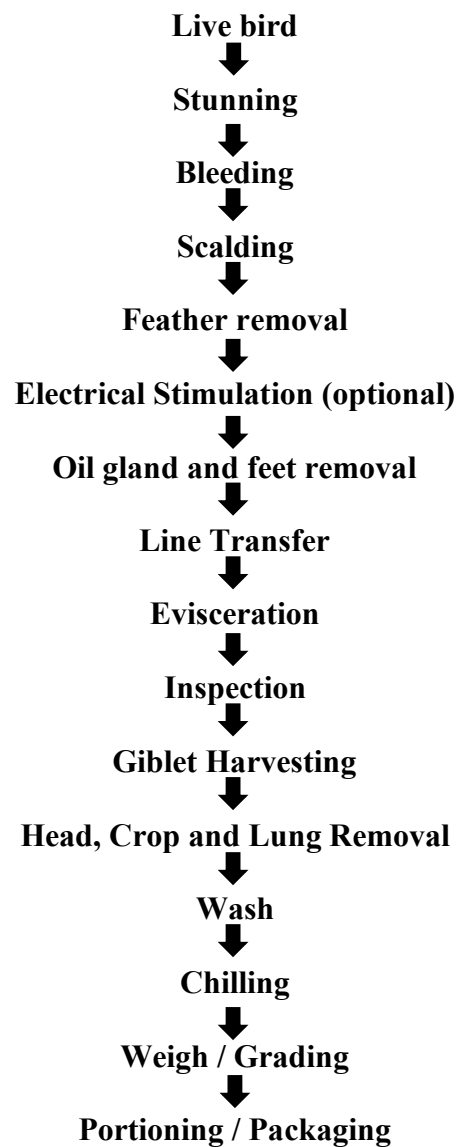 Live bird
Stunning
Bleeding
Scalding
Feather removal
Electrical Stimulation (optional)
Oil gland and feet removal
Line Transfer
Evisceration
Inspection
Giblet Harvesting
Head, Crop and Lung Removal
Wash
Chilling
Weigh / Grading
Portioning / Packaging